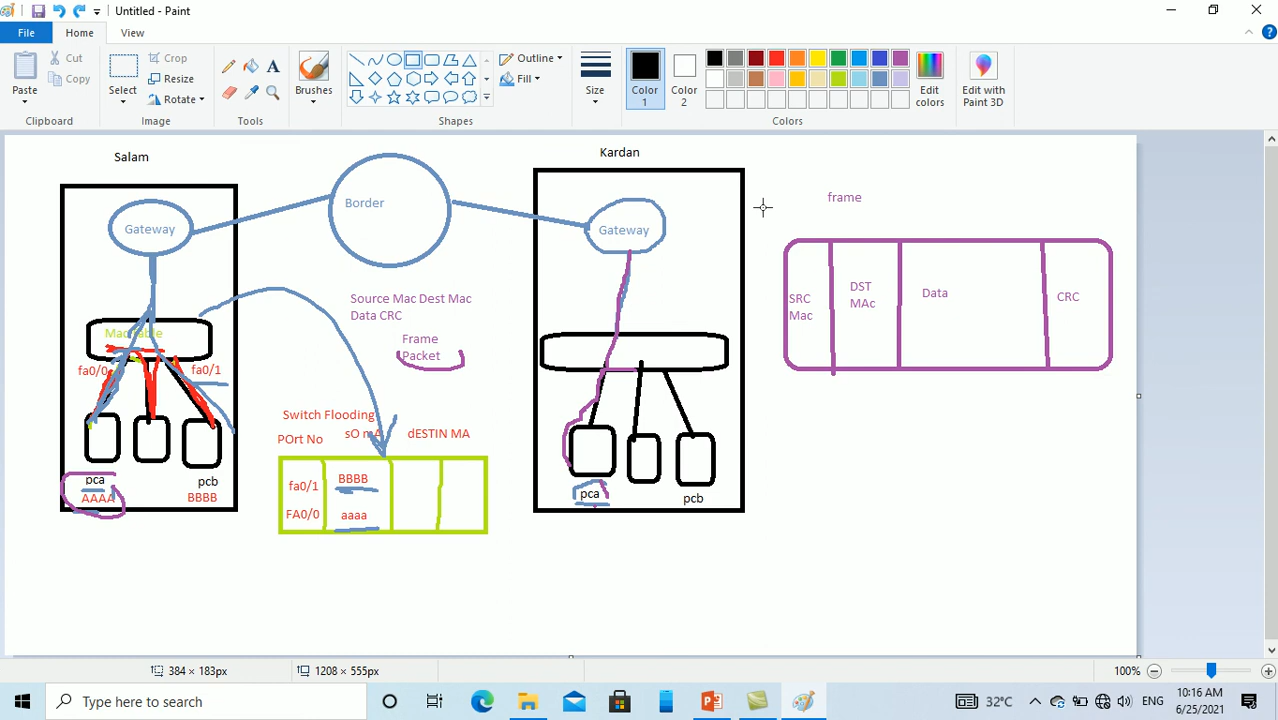 Untitled - Paint
File
Home
View
Paste
Cut
Copy
Clipboard
Select
Crop
Resize
Rotate
Image
Tools
Brushes
Outline
Fill
Shapes
Size
Color 1
Color 2
Edit colors
Colors
Edit with Paint 3D
Salam
Gateway
Mac table
fa0/0
fa0/1
pca
AAAA
pcb
BBBB
Border
Source Mac Dest Mac
Data CRC
Frame
Packet
Switch Flooding
POrt No
sO mA
dESTIN MA
fa0/1
BBBB
FA0/0
aaaa
Kardan
Gateway
pca
pcb
frame
SRC
Mac
DST
MAc
Data
CRC
384 × 183px
1208 × 555px
100%
Type here to search
32°C
ENG
10:16 AM
6/25/2021